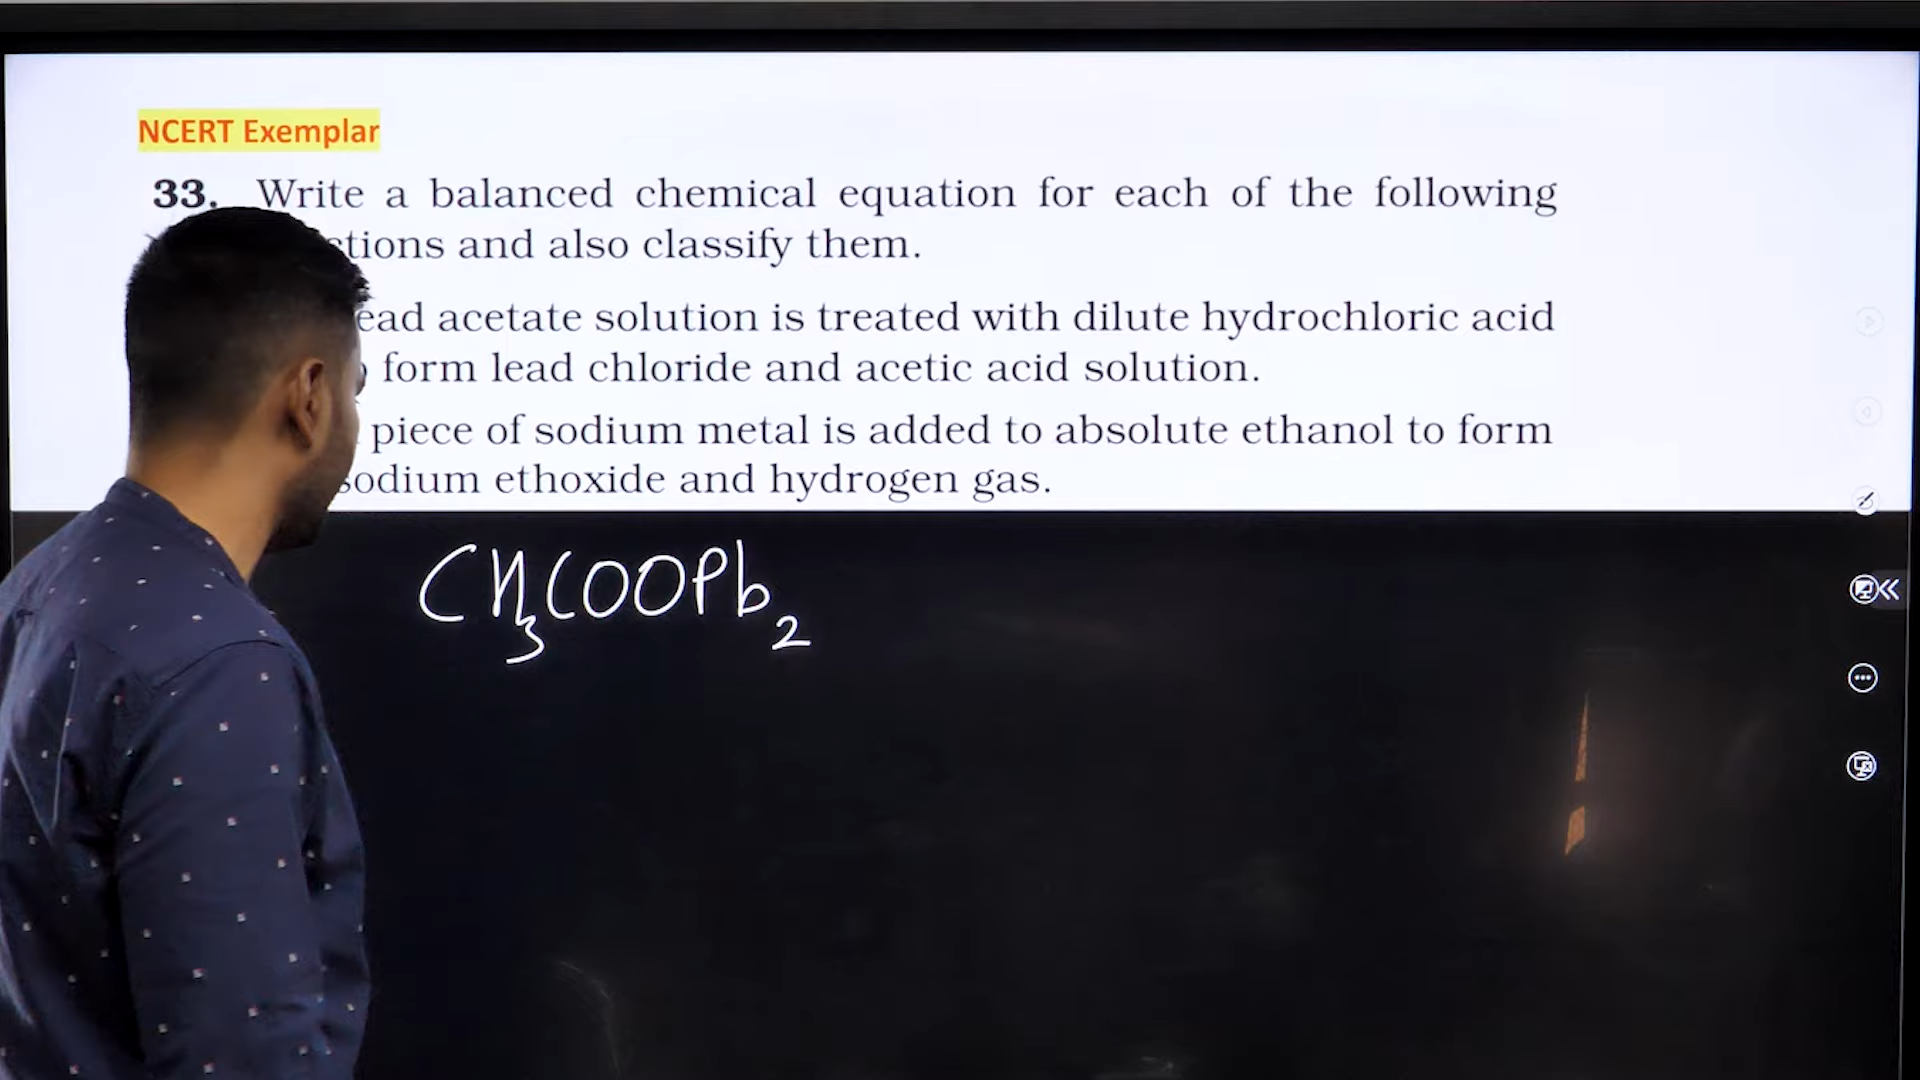 NCERT Exemplar
33. Write a balanced chemical equation for each of the following
and also classify them.
acetate solution is treated with dilute hydrochloric acid
form lead chloride and acetic acid solution.
piece of sodium metal is added to absolute ethanol to form
sodium ethoxide and hydrogen gas.
CH₃COOPb₂